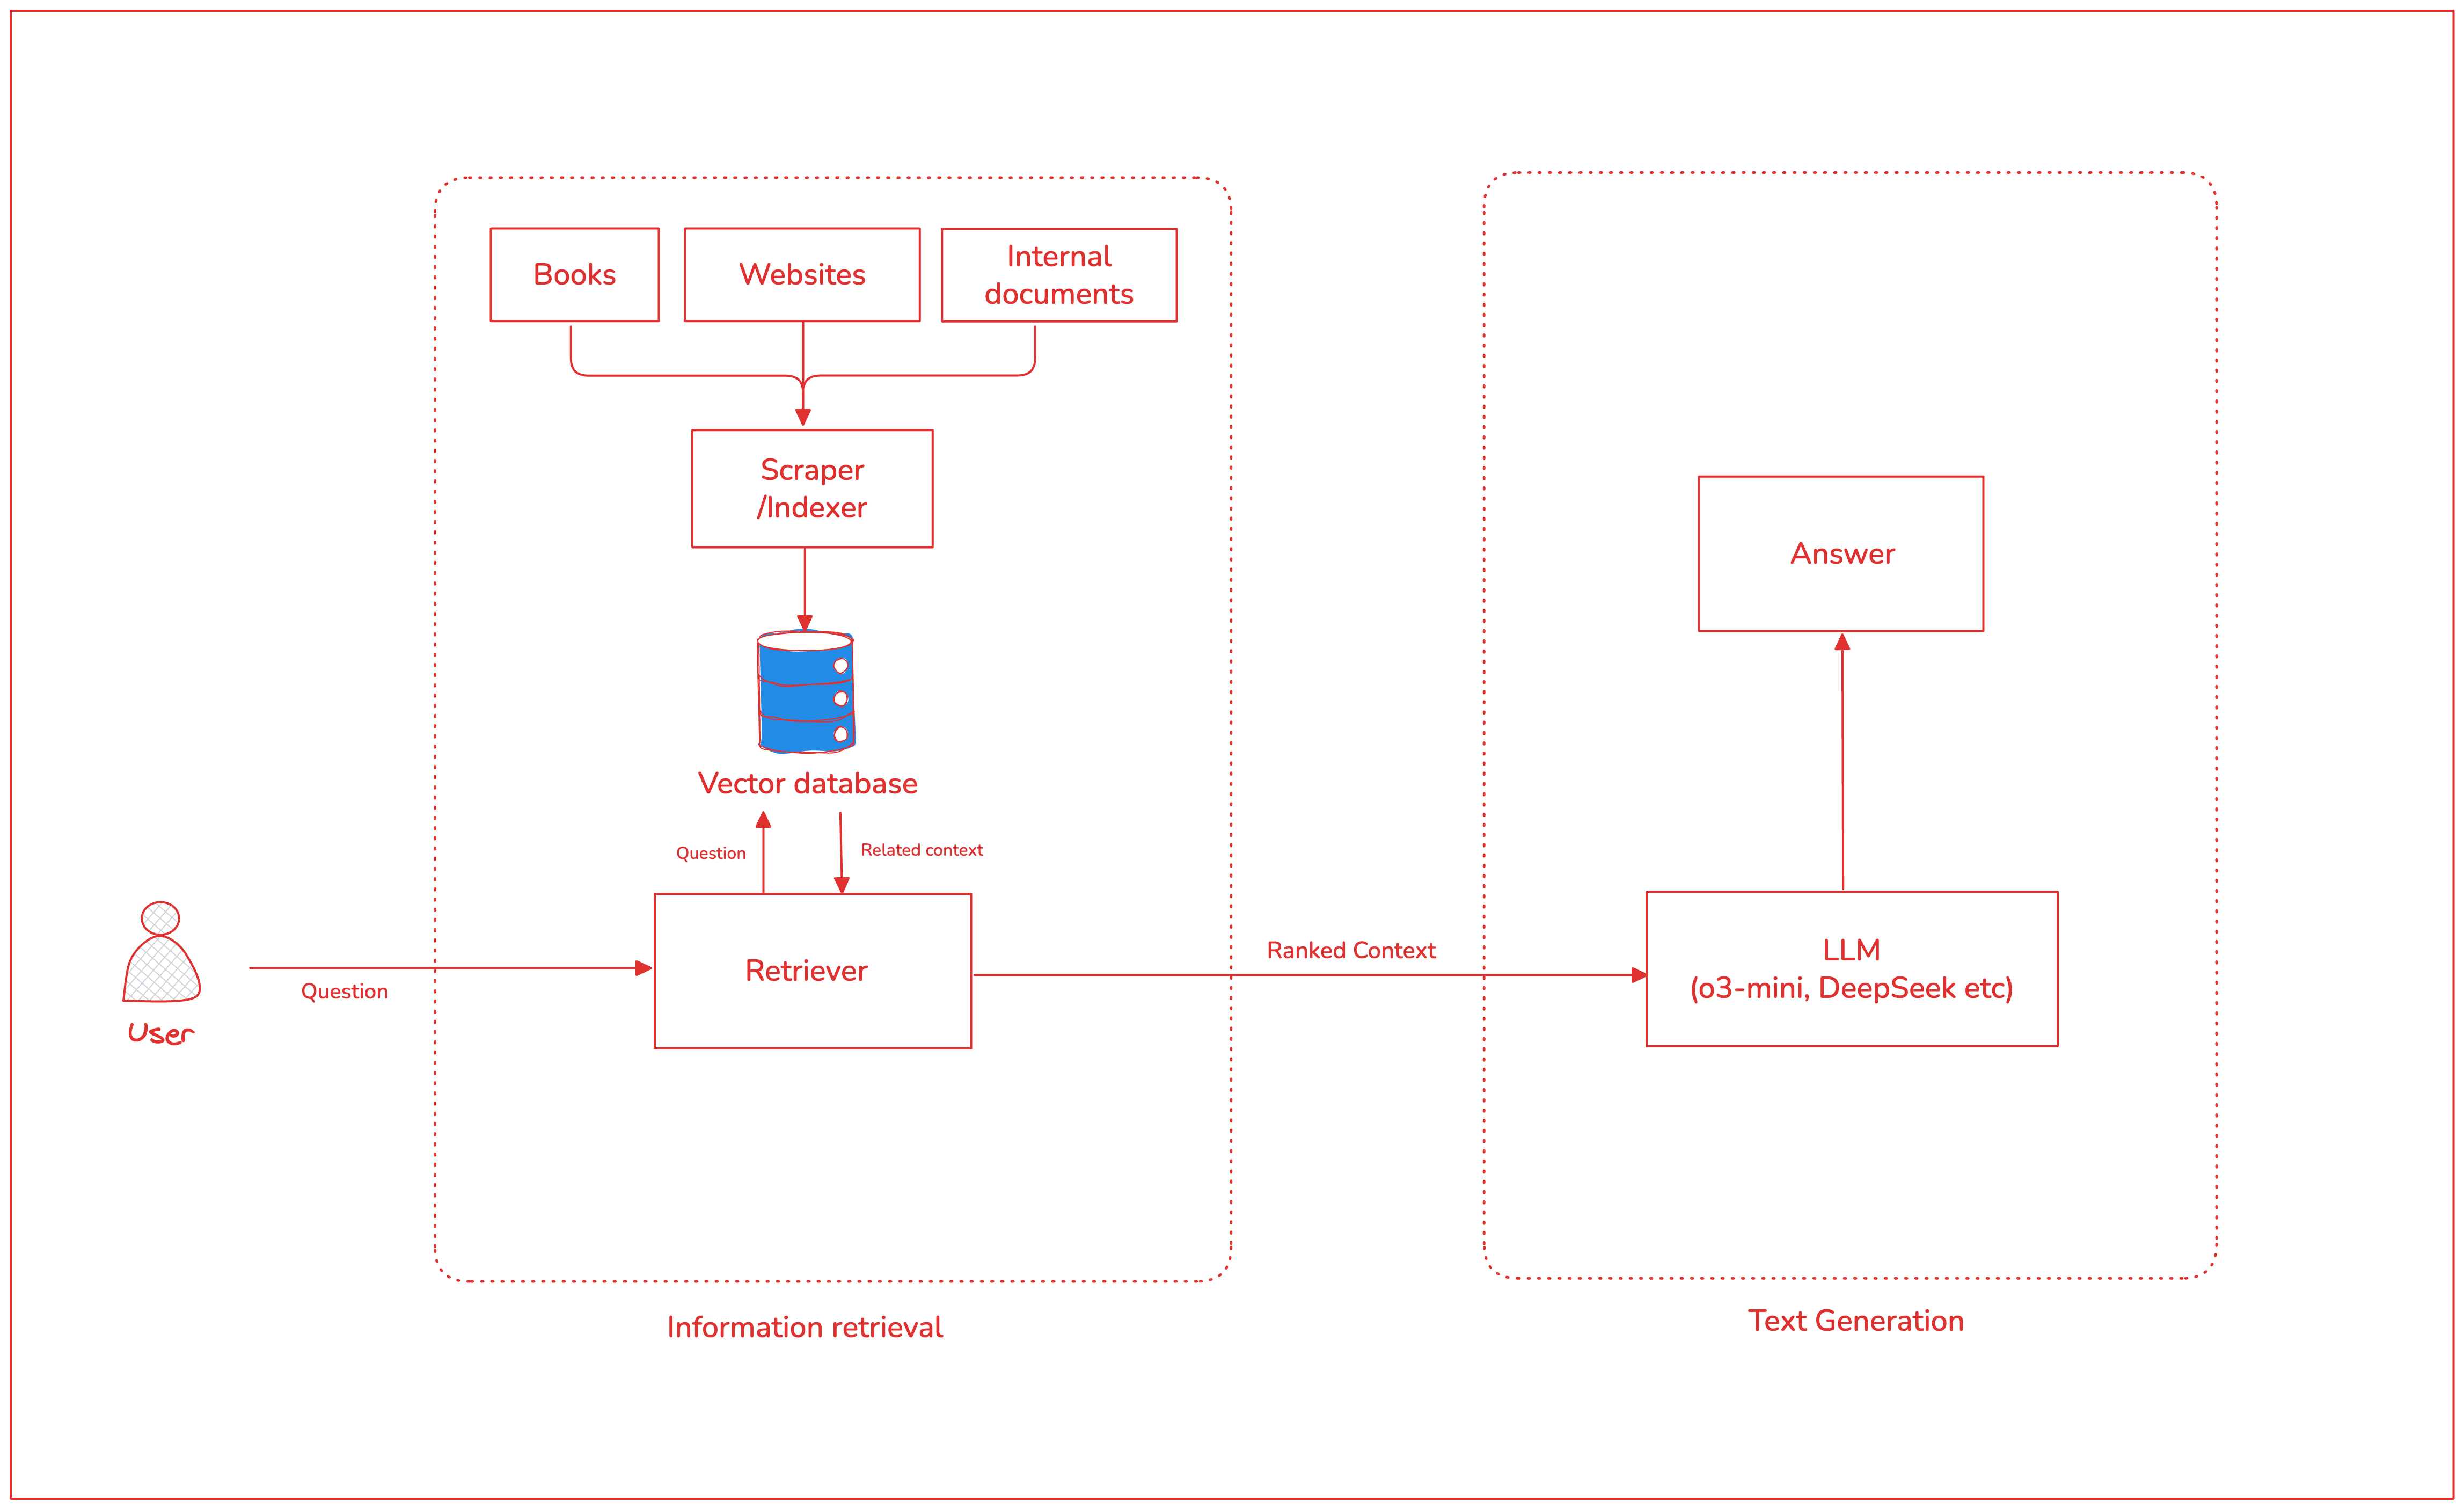 Books
Websites
Internal
documents
Scraper
/Indexer
Vector database
Question
Related context
User
Question
Retriever
Ranked Context
Answer
LLM
(o3-mini, DeepSeek etc)
Information retrieval
Text Generation